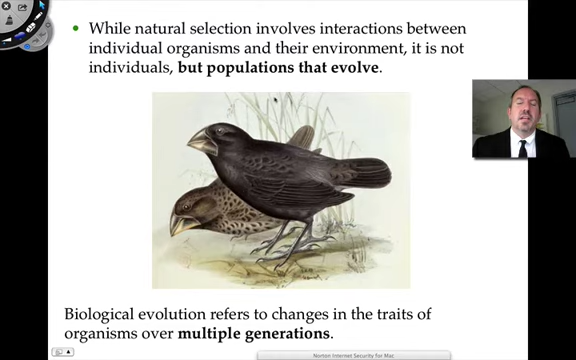 While natural selection involves interactions between
individual organisms and their environment, it is not
individuals, but populations that evolve.
Biological evolution refers to changes in the traits of
organisms over multiple generations.
Norton Internet Security for Mac